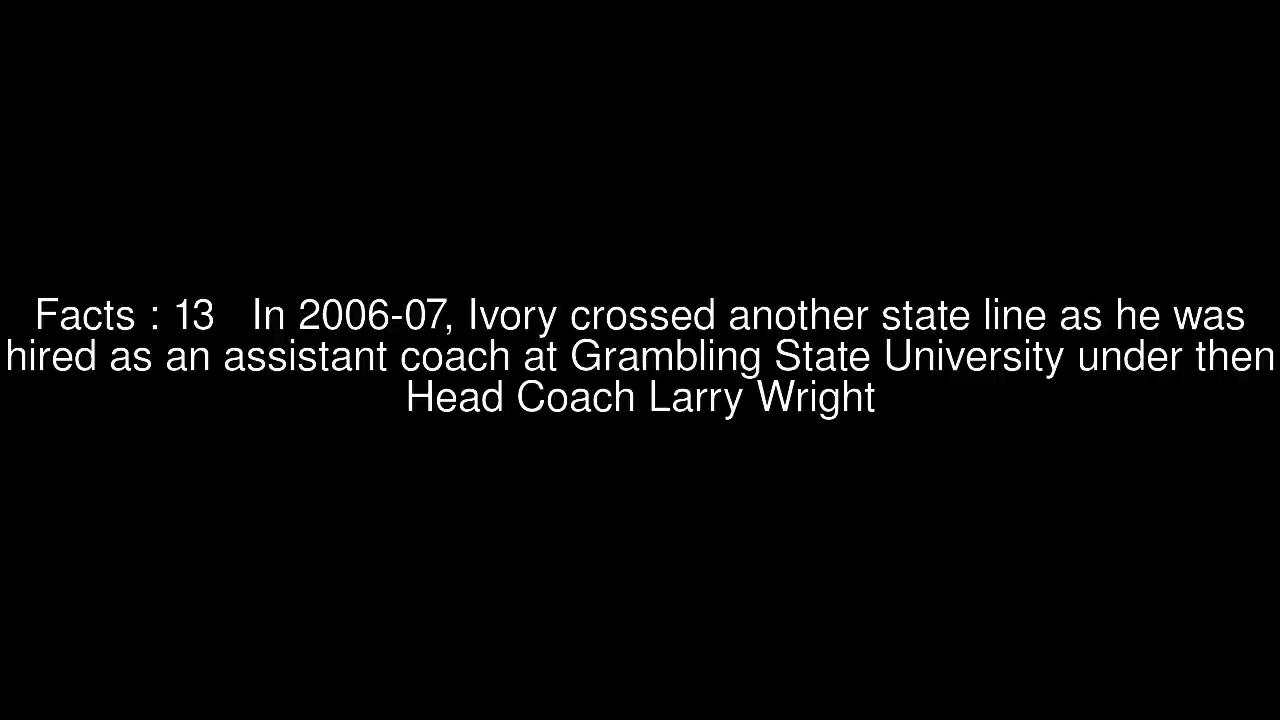 Facts : 13   In 2006-07, Ivory crossed another state line as he was
hired as an assistant coach at Grambling State University under then
Head Coach Larry Wright